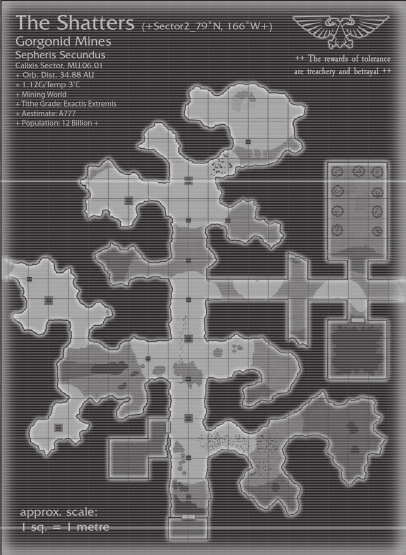 The Shatters (+Sector2_79°N, 166°W+)
Gorgonid Mines
Sepheris Secundus
Calixis Sector, MU.06.01
+ Orb. Dist. 34.88 AU
+ 1.12G/Temp 3°C
+ Mining World
+ Tithe Grade: Exactis Extremis
+ Aestimate: A777
+ Population: 12 Billion +
++ The rewards of tolerance
are treachery and betrayal ++
approx. scale:
1 sq. = 1 metre